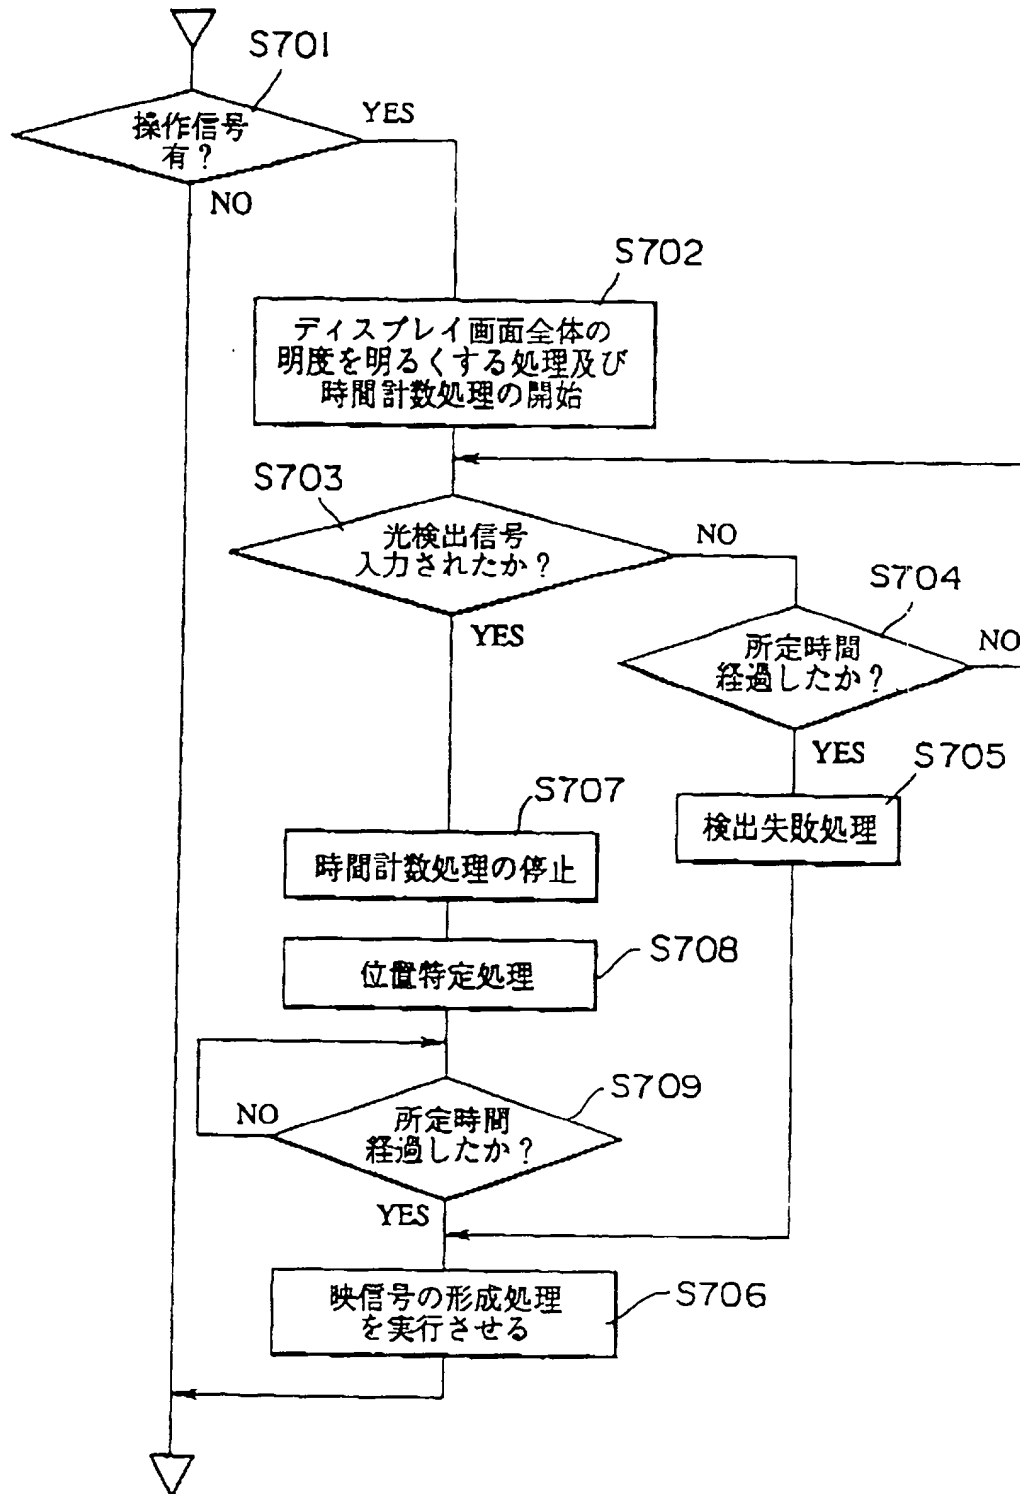 S701
操作信号
有？
YES
NO
S702
ディスプレイ画面全体の
明度を明るくする処理及び
時間計数処理の開始
S703
光検出信号
入力されたか？
NO
YES
S704
所定時間
経過したか？
NO
YES
S705
検出失敗処理
S707
時間計数処理の停止
S708
位置特定処理
S709
所定時間
経過したか？
NO
YES
S706
映信号の形成処理
を実行させる